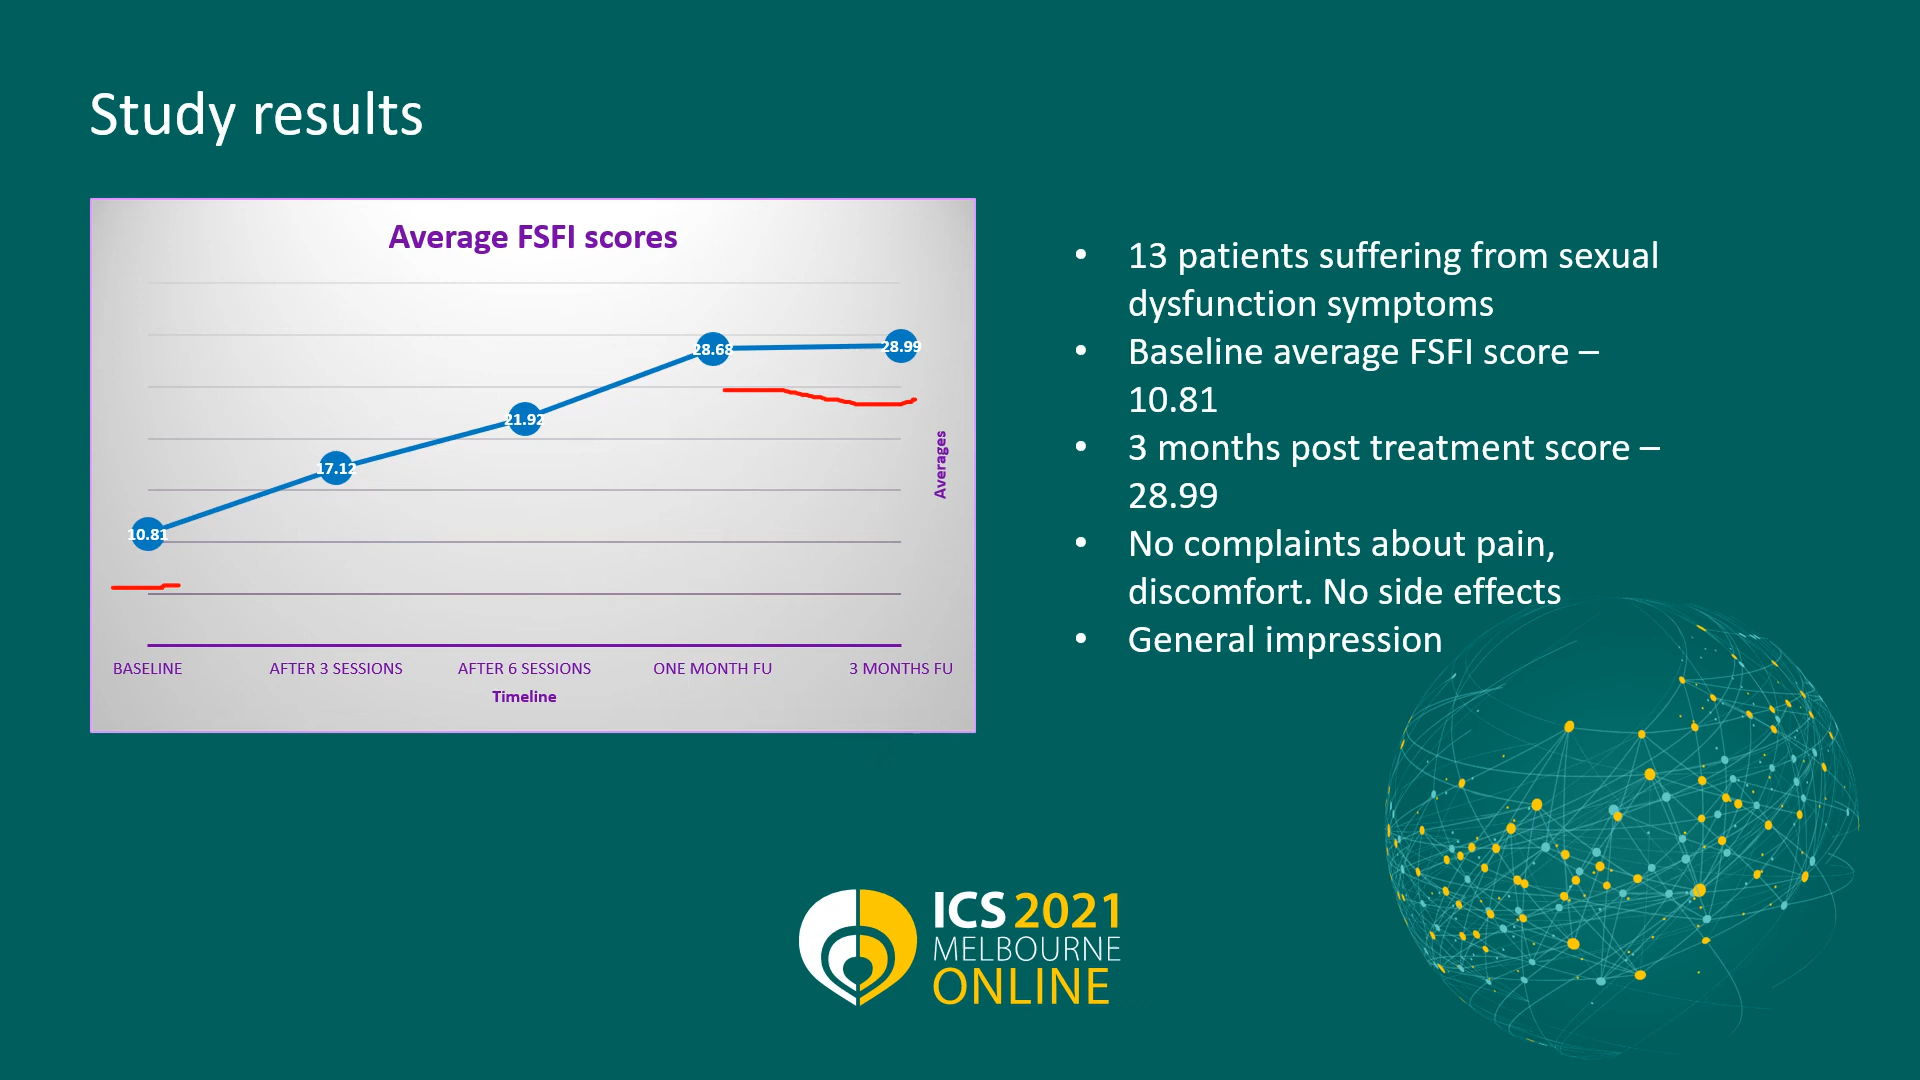 Study results
Average FSFI scores
28.68
28.99
21.92
17.12
10.81
Averages
BASELINE
AFTER 3 SESSIONS
AFTER 6 SESSIONS
ONE MONTH FU
3 MONTHS FU
Timeline
• 13 patients suffering from sexual
dysfunction symptoms
• Baseline average FSFI score –
10.81
• 3 months post treatment score –
28.99
• No complaints about pain,
discomfort. No side effects
• General impression
ICS 2021
MELBOURNE
ONLINE